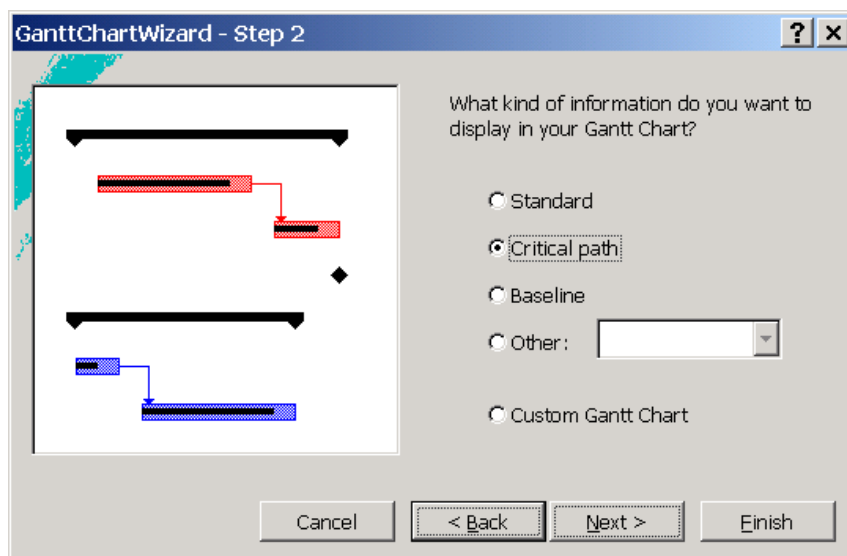 GanttChartWizard - Step 2
What kind of information do you want to
display in your Gantt Chart?
Standard
Critical path
Baseline
Other:
Custom Gantt Chart
Cancel
< Back
Next >
Finish